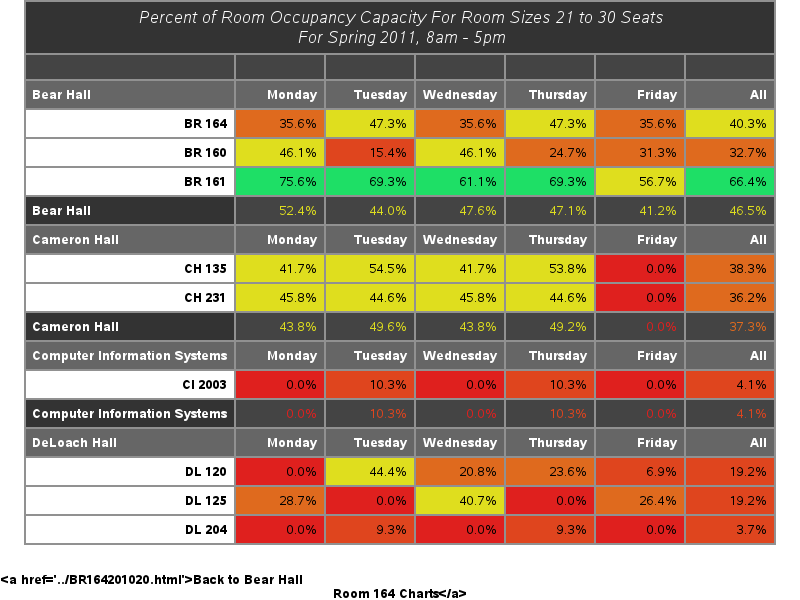 Percent of Room Occupancy Capacity For Room Sizes 21 to 30 Seats
For Spring 2011, 8am - 5pm
Bear Hall Monday Tuesday Wednesday Thursday Friday All
BR 164 35.6% 47.3% 35.6% 47.3% 35.6% 40.3%
BR 160 46.1% 15.4% 46.1% 24.7% 31.3% 32.7%
BR 161 75.6% 69.3% 61.1% 69.3% 56.7% 66.4%
Bear Hall 52.4% 44.0% 47.6% 47.1% 41.2% 46.5%
Cameron Hall Monday Tuesday Wednesday Thursday Friday All
CH 135 41.7% 54.5% 41.7% 53.8% 0.0% 38.3%
CH 231 45.8% 44.6% 45.8% 44.6% 0.0% 36.2%
Cameron Hall 43.8% 49.6% 43.8% 49.2% 0.0% 37.3%
Computer Information Systems Monday Tuesday Wednesday Thursday Friday All
CI 2003 0.0% 10.3% 0.0% 10.3% 0.0% 4.1%
Computer Information Systems 0.0% 10.3% 0.0% 10.3% 0.0% 4.1%
DeLoach Hall Monday Tuesday Wednesday Thursday Friday All
DL 120 0.0% 44.4% 20.8% 23.6% 6.9% 19.2%
DL 125 28.7% 0.0% 40.7% 0.0% 26.4% 19.2%
DL 204 0.0% 9.3% 0.0% 9.3% 0.0% 3.7%
<a href='../BR164201020.html'>Back to Bear Hall
Room 164 Charts</a>